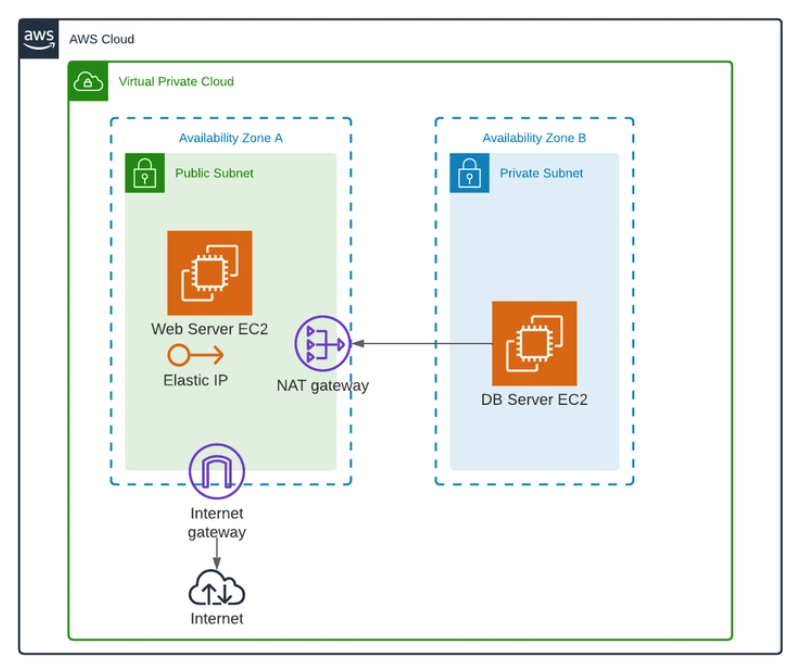 aws
AWS Cloud
Virtual Private Cloud
Availability Zone A
Availability Zone B
Public Subnet
Private Subnet
Web Server EC2
Elastic IP
NAT gateway
DB Server EC2
Internet
gateway
Internet